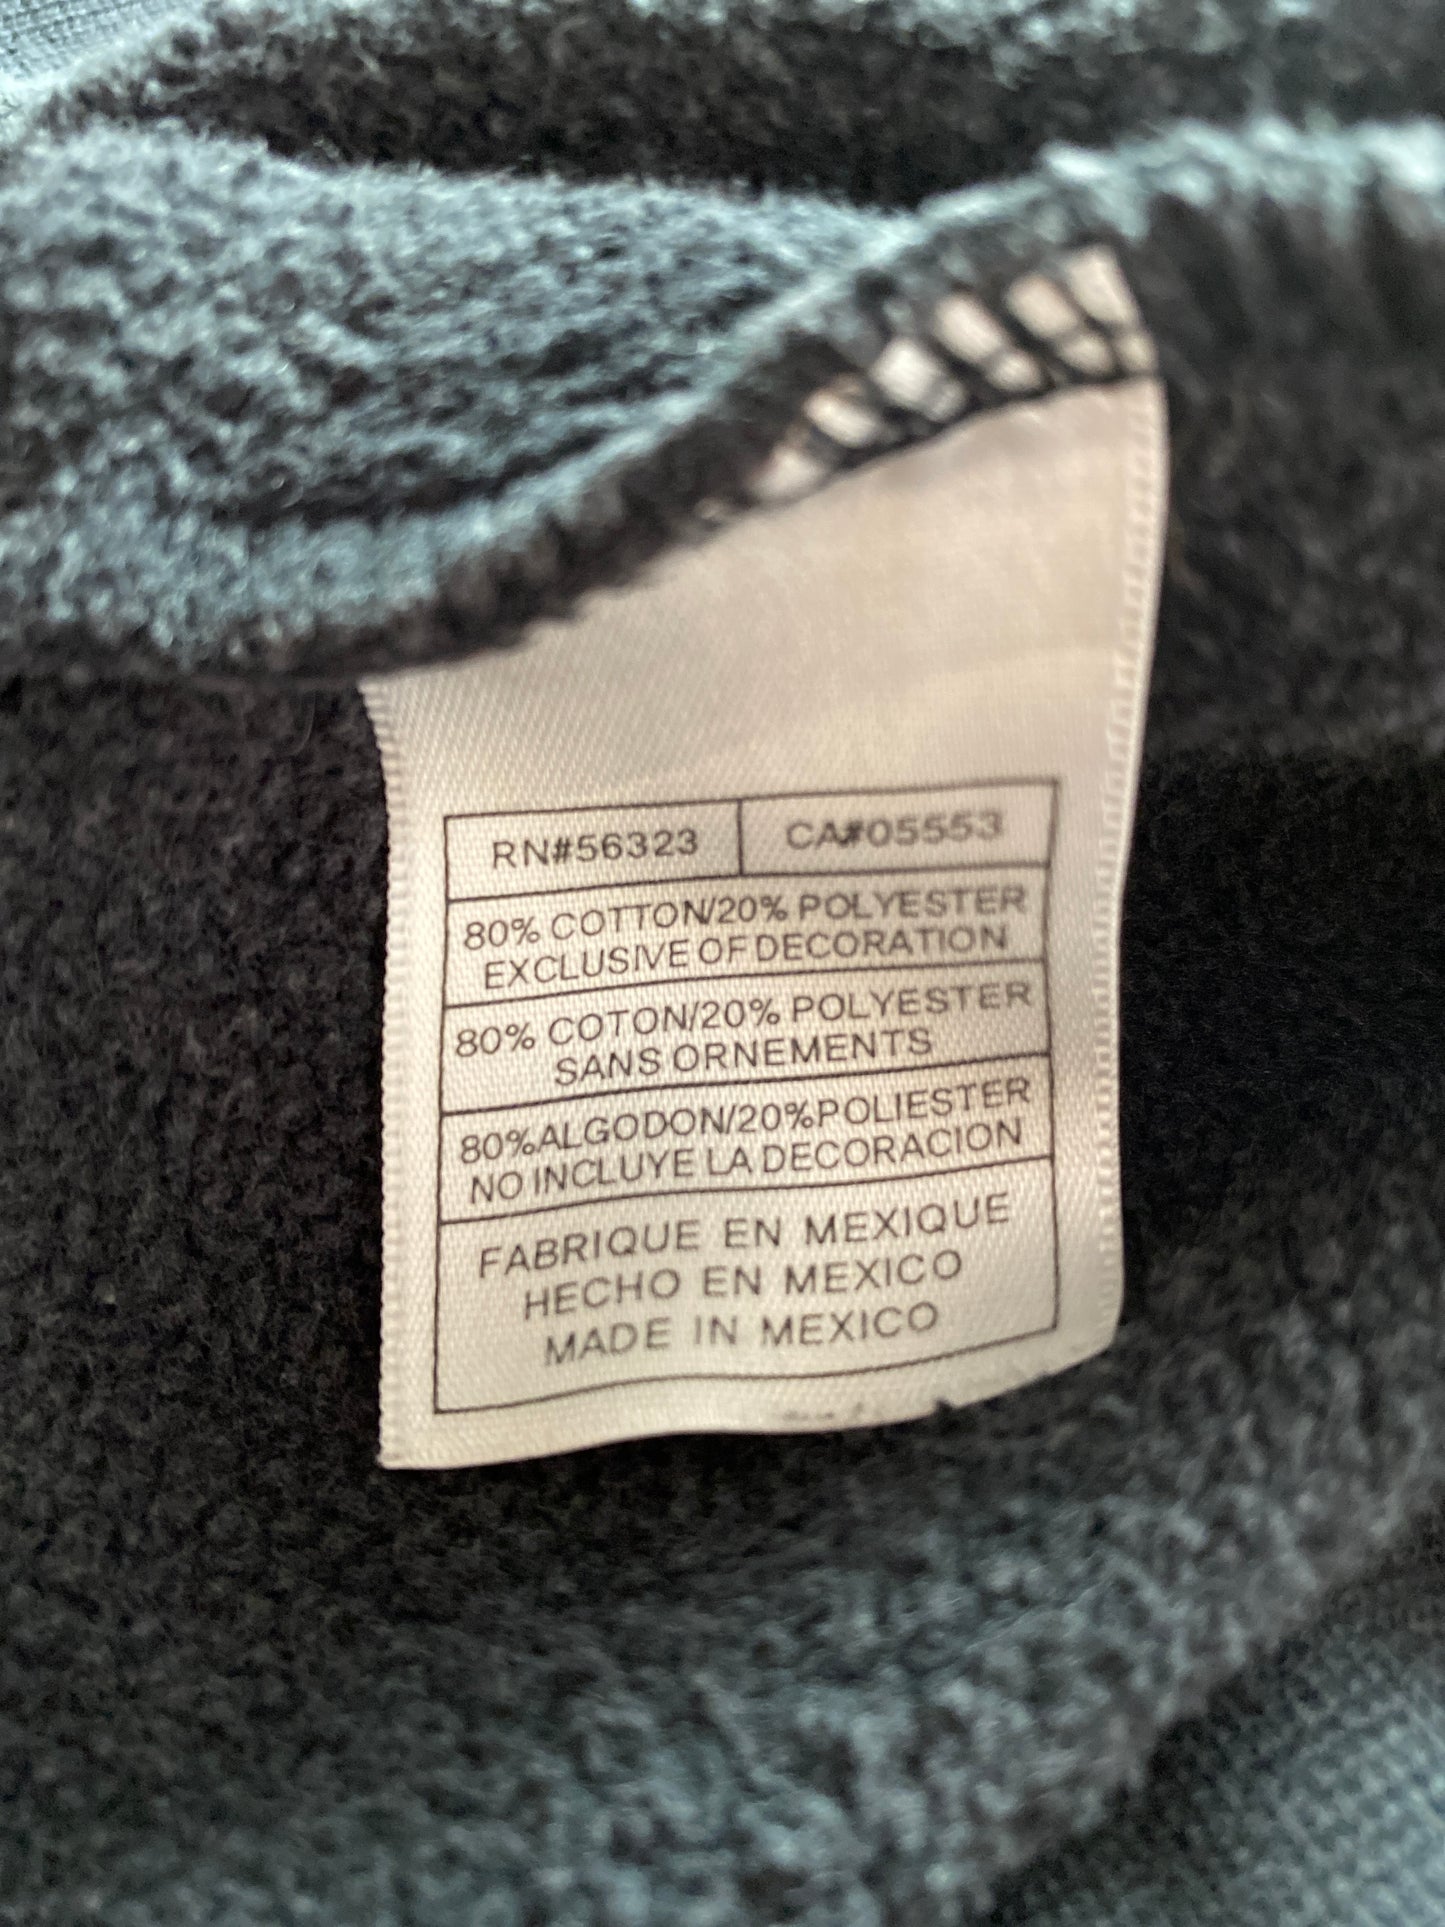 RN#56323 CA#05553
80% COTTON/20% POLYESTER
EXCLUSIVE OF DECORATION
80% COTON/20% POLYESTER
SANS ORNEMENTS
80%ALGODON/20%POLIESTER
NO INCLUYE LA DECORACION
FABRIQUE EN MEXIQUE
HECHO EN MEXICO
MADE IN MEXICO